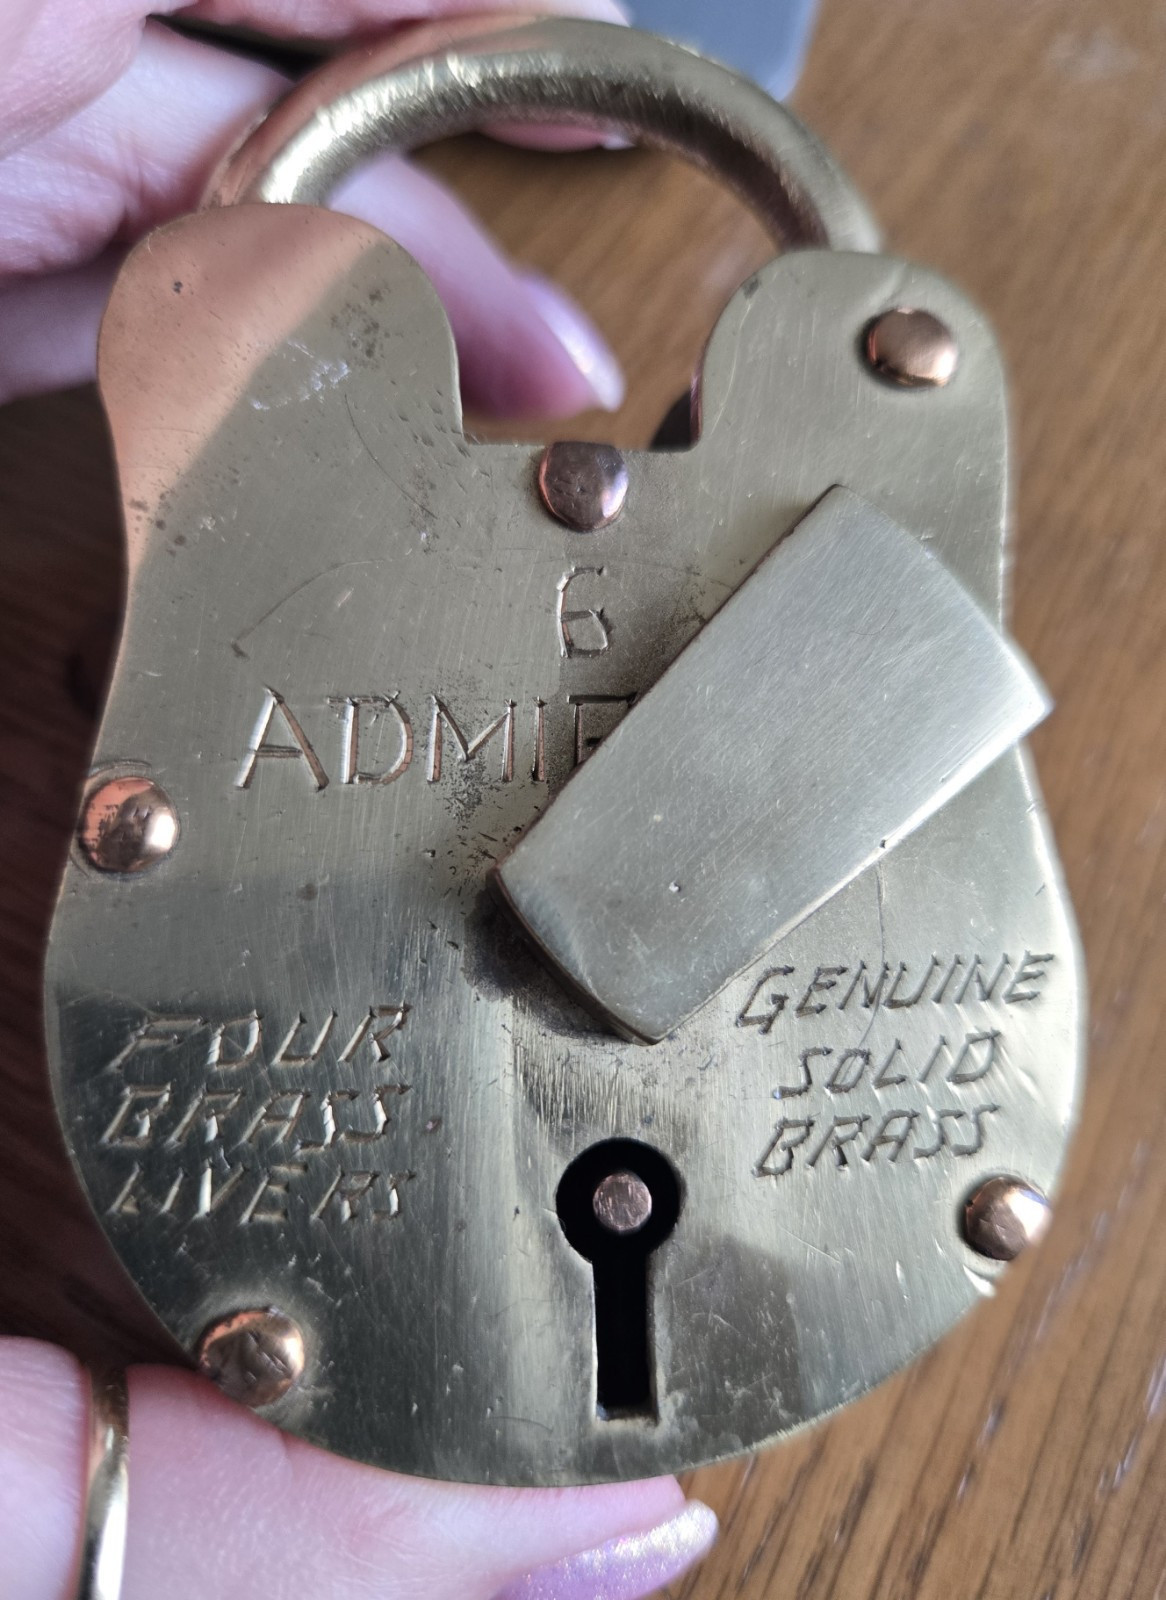 6
ADMI
FOUR
BRASS
LIVERS
GENUINE
SOLID
BRASS